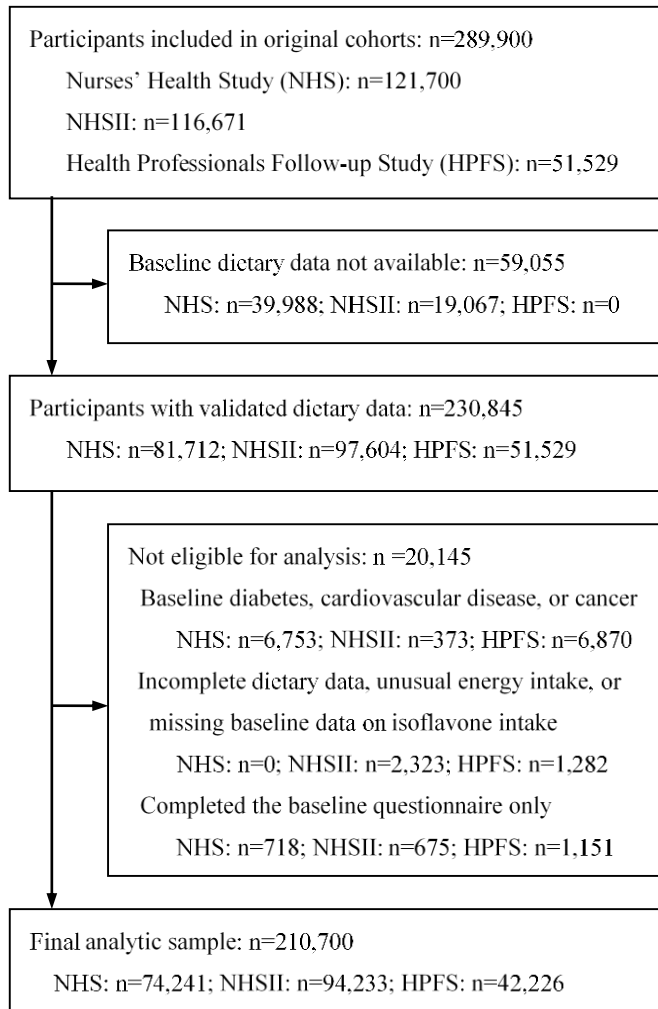 Participants included in original cohorts: n=289,900
Nurses’ Health Study (NHS): n=121,700
NHSII: n=116,671
Health Professionals Follow-up Study (HPFS): n=51,529
Baseline dietary data not available: n=59,055
NHS: n=39,988; NHSII: n=19,067; HPFS: n=0
Participants with validated dietary data: n=230,845
NHS: n=81,712; NHSII: n=97,604; HPFS: n=51,529
Not eligible for analysis: n =20,145
Baseline diabetes, cardiovascular disease, or cancer
NHS: n=6,753; NHSII: n=373; HPFS: n=6,870
Incomplete dietary data, unusual energy intake, or
missing baseline data on isoflavone intake
NHS: n=0; NHSII: n=2,323; HPFS: n=1,282
Completed the baseline questionnaire only
NHS: n=718; NHSII: n=675; HPFS: n=1,151
Final analytic sample: n=210,700
NHS: n=74,241; NHSII: n=94,233; HPFS: n=42,226